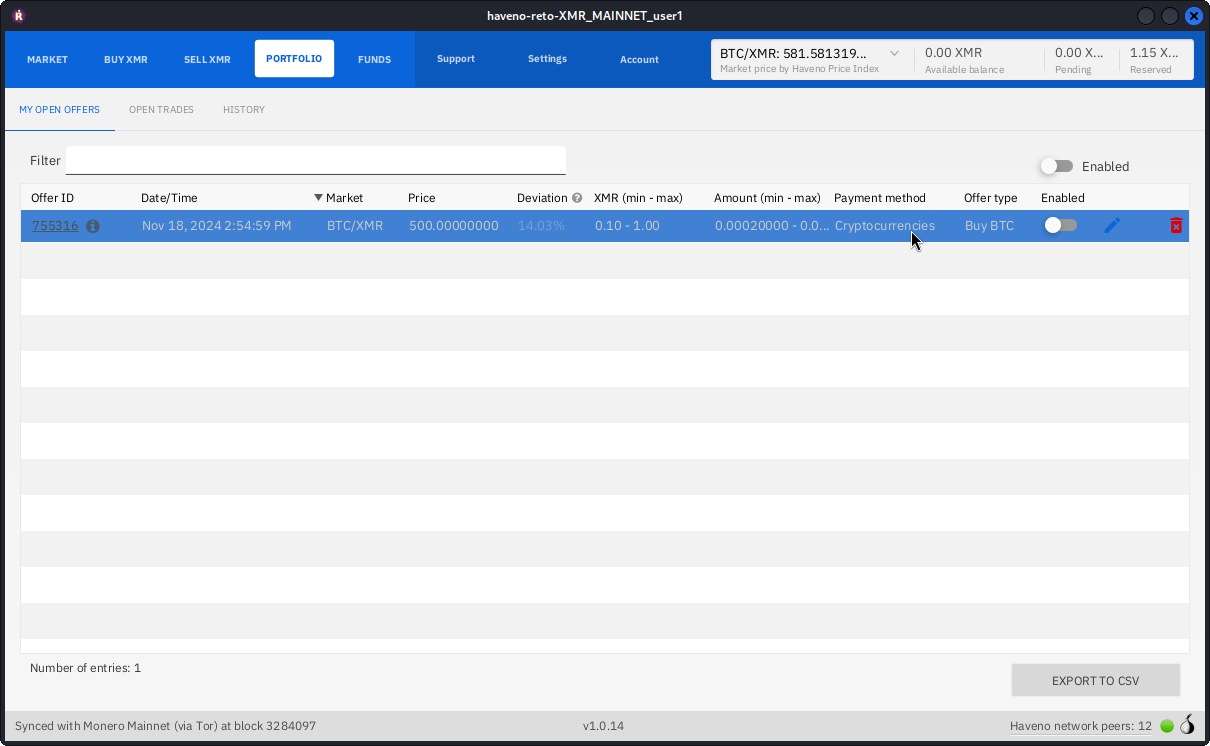 haveno-reto-XMR_MAINNET_user1
MARKET BUY XMR SELL XMR PORTFOLIO FUNDS Support Settings Account
BTC/XMR: 581.581319... 0.00 XMR 0.00 X... 1.15 X...
Market price by Haveno Price Index Available balance Pending Reserved
MY OPEN OFFERS OPEN TRADES HISTORY
Filter Enabled
Offer ID Date/Time Market Price Deviation XMR (min - max) Amount (min - max) Payment method Offer type Enabled
755316 Nov 18, 2024 2:54:59 PM BTC/XMR 500.00000000 14.03% 0.10 - 1.00 0.00020000 - 0.0... Cryptocurrencies Buy BTC
Number of entries: 1
EXPORT TO CSV
Synced with Monero Mainnet (via Tor) at block 3284097 v1.0.14 Haveno network peers: 12